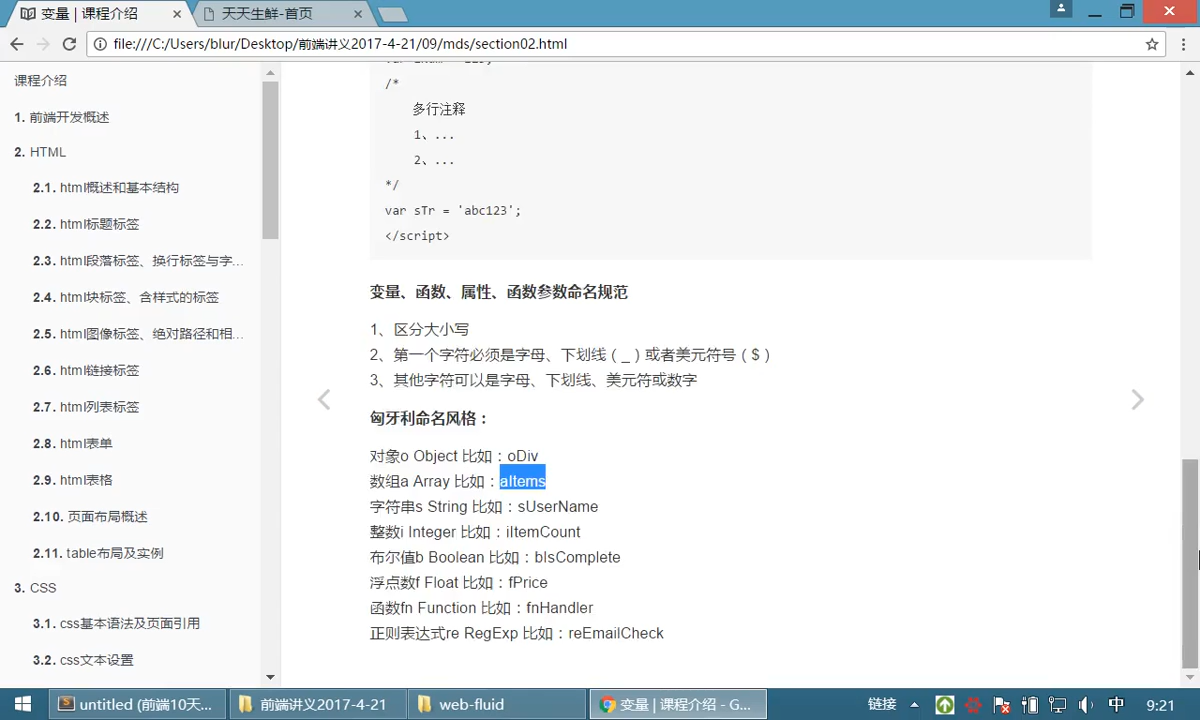 变量 | 课程介绍
天天生鲜-首页
file:///C:/Users/blur/Desktop/前端讲义2017-4-21/09/mds/section02.html
课程介绍
1. 前端开发概述
2. HTML
2.1. html概述和基本结构
2.2. html标题标签
2.3. html段落标签、换行标签与字...
2.4. html块标签、含样式的标签
2.5. html图像标签、绝对路径和相...
2.6. html链接标签
2.7. html列表标签
2.8. html表单
2.9. html表格
2.10. 页面布局概述
2.11. table布局及实例
3. CSS
3.1. css基本语法及页面引用
3.2. css文本设置
/*
多行注释
1、...
2、...
*/
var sTr = 'abc123';
</script>
变量、函数、属性、函数参数命名规范
1、区分大小写
2、第一个字符必须是字母、下划线（ _ ）或者美元符号（ $ ）
3、其他字符可以是字母、下划线、美元符或数字
匈牙利命名风格：
对象o Object 比如：oDiv
数组a Array 比如：aItems
字符串s String 比如：sUserName
整数i Integer 比如：iItemCount
布尔值b Boolean 比如：bIsComplete
浮点数f Float 比如：fPrice
函数fn Function 比如：fnHandler
正则表达式re RegExp 比如：reEmailCheck
untitled (前端10天...
前端讲义2017-4-21
web-fluid
变量 | 课程介绍 - G...
链接
中
9:21